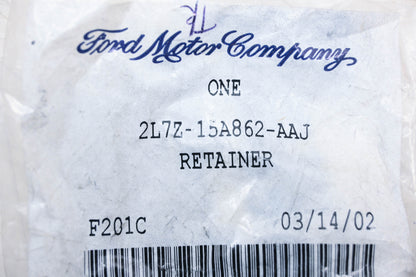 Ford Motor Company
ONE
2L7Z-15A862-AAJ
RETAINER
F201C 03/14/02